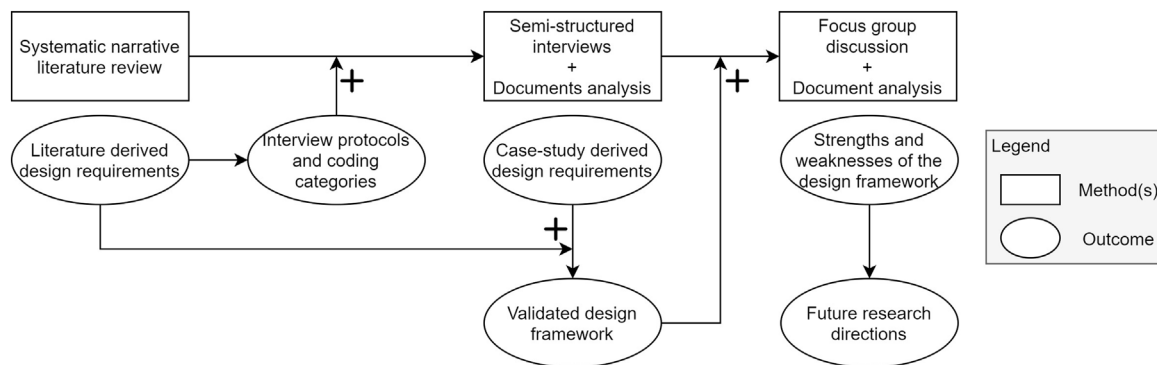 Systematic narrative
literature review
Semi-structured
interviews
+
Documents analysis
Focus group
discussion
+
Document analysis
+
+
Literature derived
design requirements
Interview protocols
and coding
categories
Case-study derived
design requirements
Strengths and
weaknesses of the
design framework
Legend
Method(s)
Outcome
+
Validated design
framework
Future research
directions